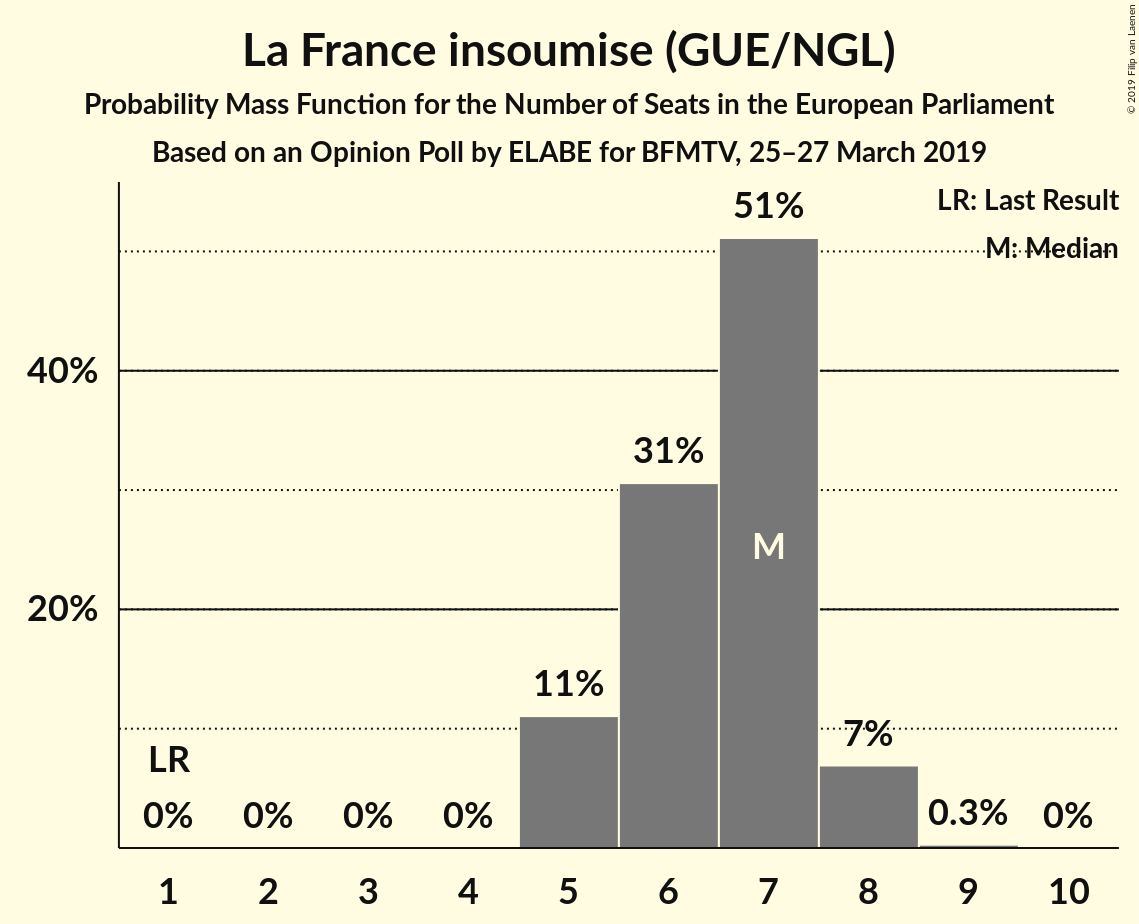 La France insoumise (GUE/NGL)
Probability Mass Function for the Number of Seats in the European Parliament
Based on an Opinion Poll by ELABE for BFMTV, 25–27 March 2019
© 2019 Filip van Laenen
LR: Last Result
M: Median
51%
40%
31%
M
20%
11%
7%
LR
0% 0% 0% 0% 0.3% 0%
1 2 3 4 5 6 7 8 9 10